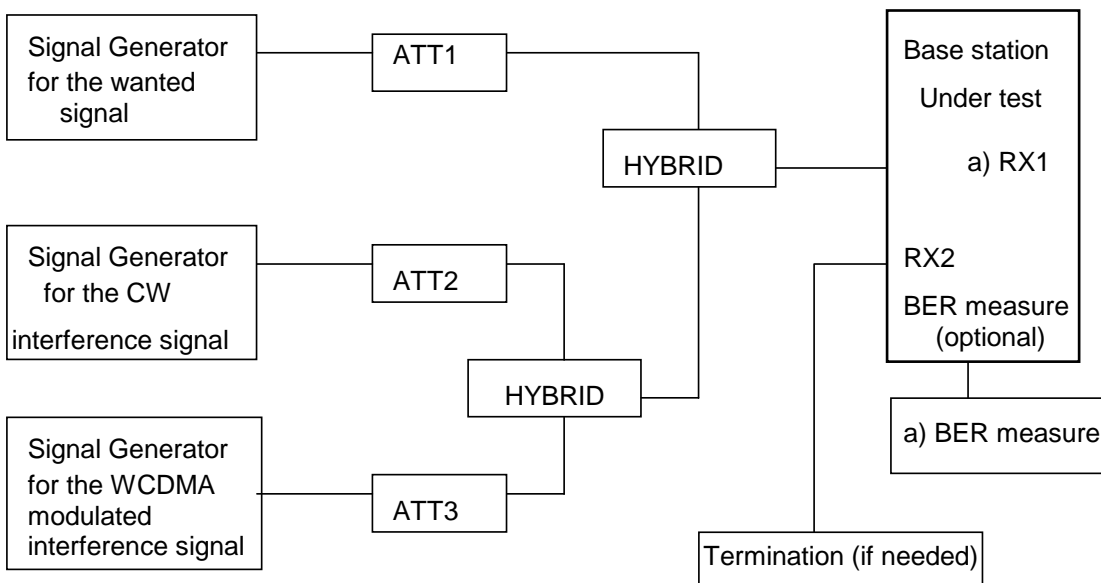 Signal Generator
for the wanted
signal
ATT1
HYBRID
Base station
Under test
a) RX1
RX2
BER measure
(optional)
Signal Generator
for the CW
interference signal
ATT2
HYBRID
Signal Generator
for the WCDMA
modulated
interference signal
ATT3
a) BER measure
Termination (if needed)